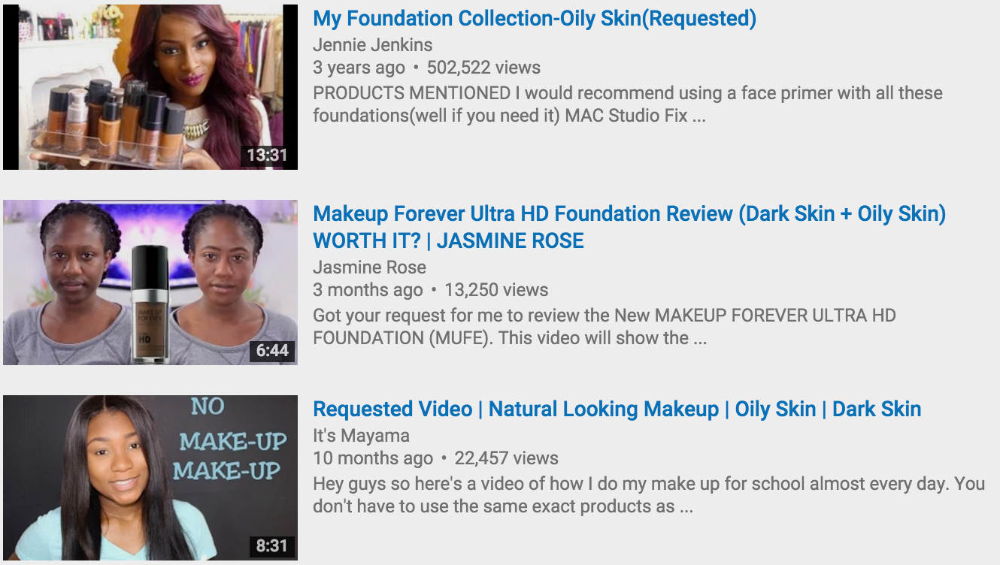 My Foundation Collection-Oily Skin(Requested)
Jennie Jenkins
3 years ago • 502,522 views
PRODUCTS MENTIONED I would recommend using a face primer with all these
foundations(well if you need it) MAC Studio Fix ...
13:31
Makeup Forever Ultra HD Foundation Review (Dark Skin + Oily Skin)
WORTH IT? | JASMINE ROSE
Jasmine Rose
3 months ago • 13,250 views
Got your request for me to review the New MAKEUP FOREVER ULTRA HD
FOUNDATION (MUFE). This video will show the ...
MAKE UP
FOR EVER
HD
6:44
NO
MAKE-UP
MAKE-UP
8:31
Requested Video | Natural Looking Makeup | Oily Skin | Dark Skin
It's Mayama
10 months ago • 22,457 views
Hey guys so here's a video of how I do my make up for school almost every day. You
don't have to use the same exact products as ...